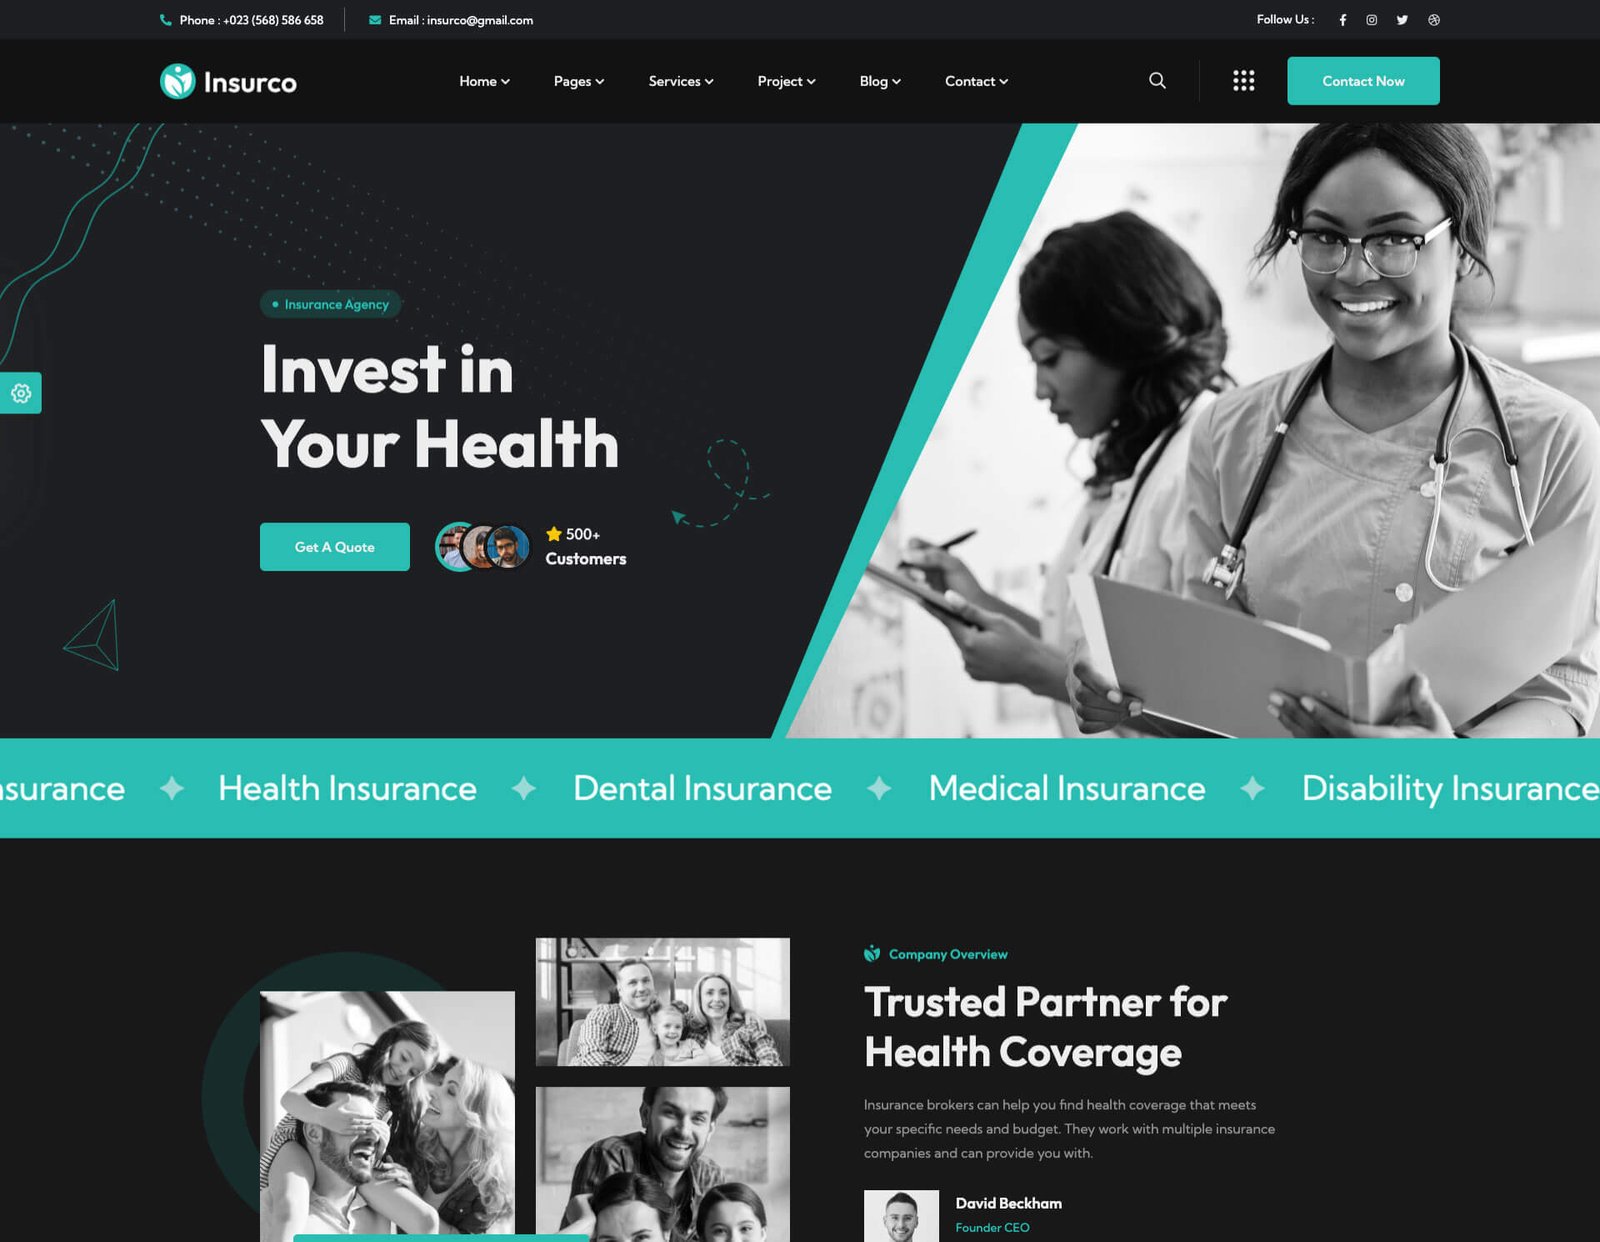 Phone : +023 (568) 586 658
Email : insurco@gmail.com
Follow Us :
Insurco
Home
Pages
Services
Project
Blog
Contact
Contact Now
Insurance Agency
Invest in
Your Health
Get A Quote
500+
Customers
nsurance
Health Insurance
Dental Insurance
Medical Insurance
Disability Insurance
Company Overview
Trusted Partner for
Health Coverage
Insurance brokers can help you find health coverage that meets
your specific needs and budget. They work with multiple insurance
companies and can provide you with.
David Beckham
Founder CEO